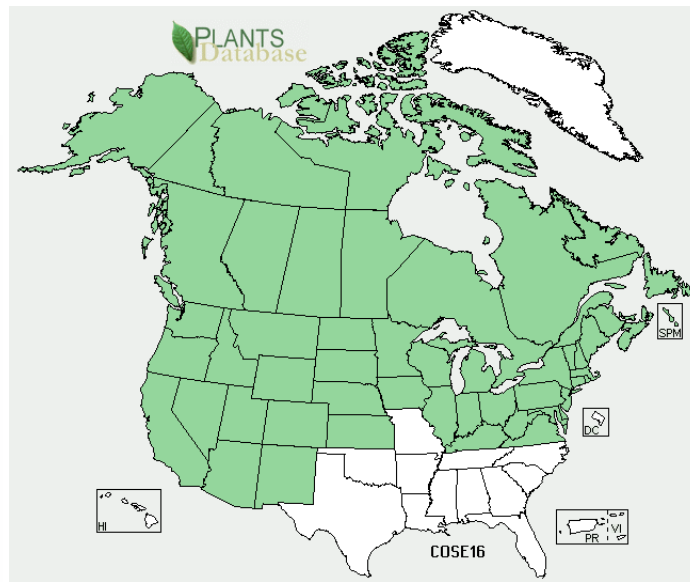 PLANTS
Database
SPM
DC
HI
PR
VI
COSE16